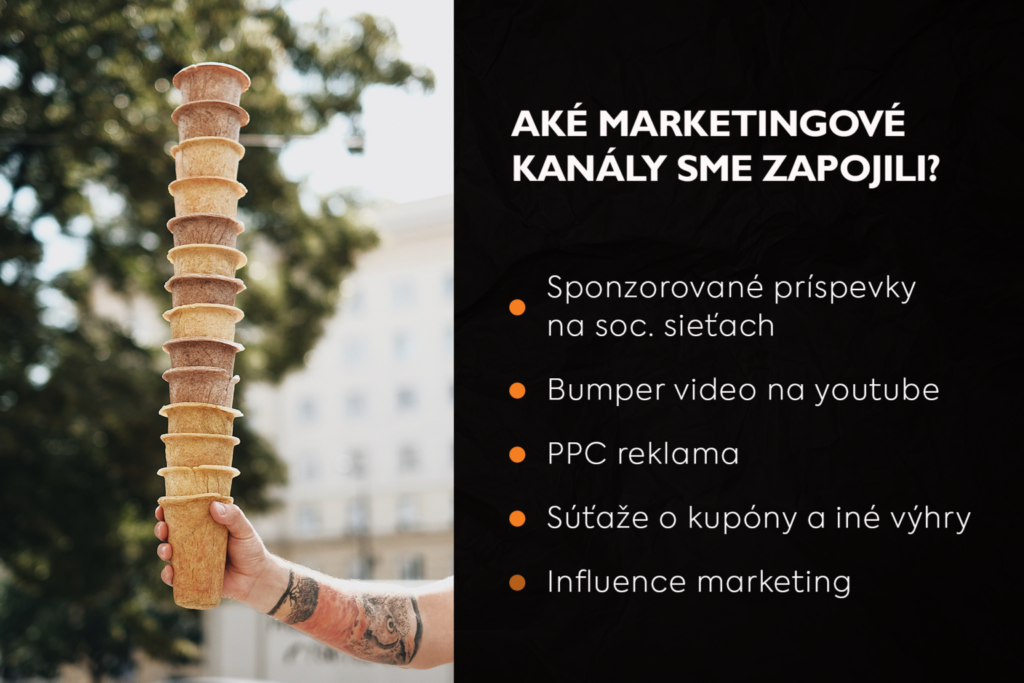 AKÉ MARKETINGOVÉ
KANÁLY SME ZAPOJILI?
Sponzorované príspevky
na soc. sieťach
Bumper video na youtube
PPC reklama
Súťaže o kupóny a iné výhry
Influence marketing